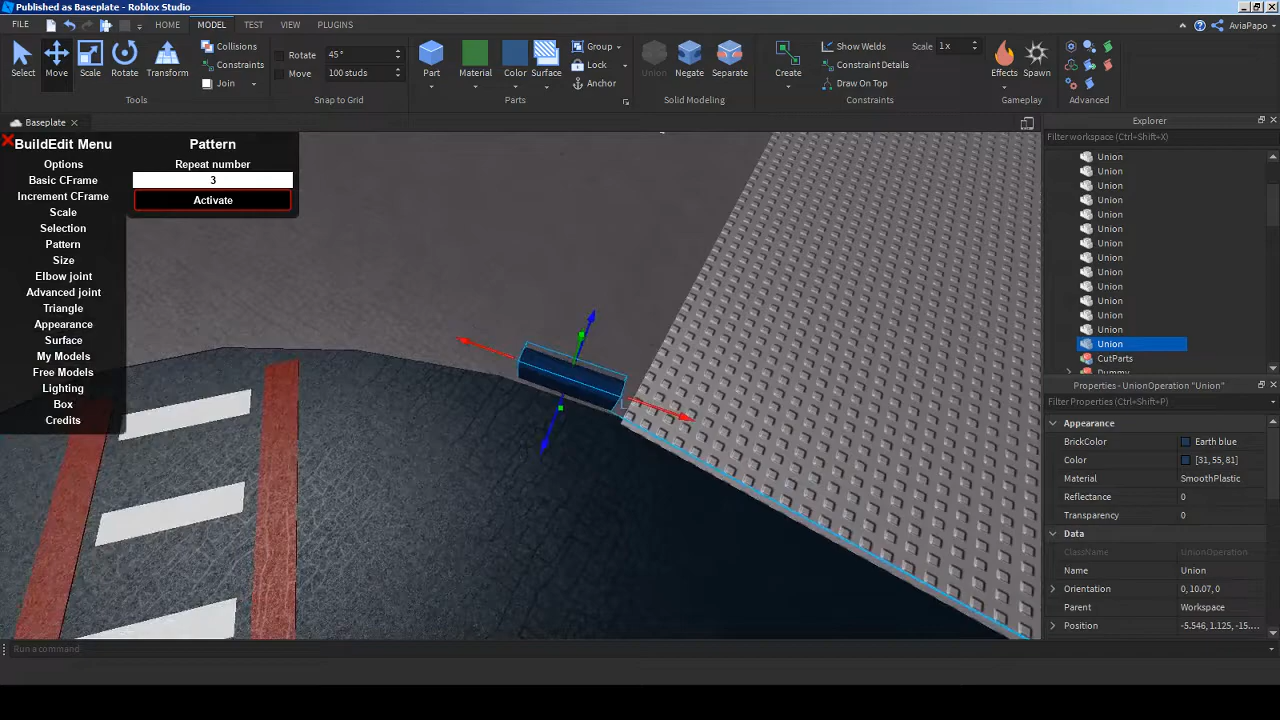 Published as Baseplate - Roblox Studio
FILE HOME MODEL TEST VIEW PLUGINS AviaPapo
Select Move Scale Rotate Transform
Collisions
Constraints
Join
Tools
Rotate 45°
Move 100 studs
Snap to Grid
Part Material Color Surface
Group
Lock
Anchor
Parts
Union Negate Separate
Solid Modeling
Create
Show Welds Scale 1x
Constraint Details
Draw On Top
Constraints
Effects Spawn
Gameplay
Advanced
Baseplate
BuildEdit Menu
Options
Basic CFrame
Increment CFrame
Scale
Selection
Pattern
Size
Elbow joint
Advanced joint
Triangle
Appearance
Surface
My Models
Free Models
Lighting
Box
Credits
Pattern
Repeat number
3
Activate
Explorer
Filter workspace (Ctrl+Shift+X)
Union
Union
Union
Union
Union
Union
Union
Union
Union
Union
Union
Union
Union
Union
CutParts
Dummy
Properties - UnionOperation "Union"
Filter Properties (Ctrl+Shift+P)
Appearance
BrickColor Earth blue
Color [31, 55, 81]
Material SmoothPlastic
Reflectance 0
Transparency 0
Data
ClassName UnionOperation
Name Union
Orientation 0, 10.07, 0
Parent Workspace
Position -5.546, 1.125, -15....
Run a command